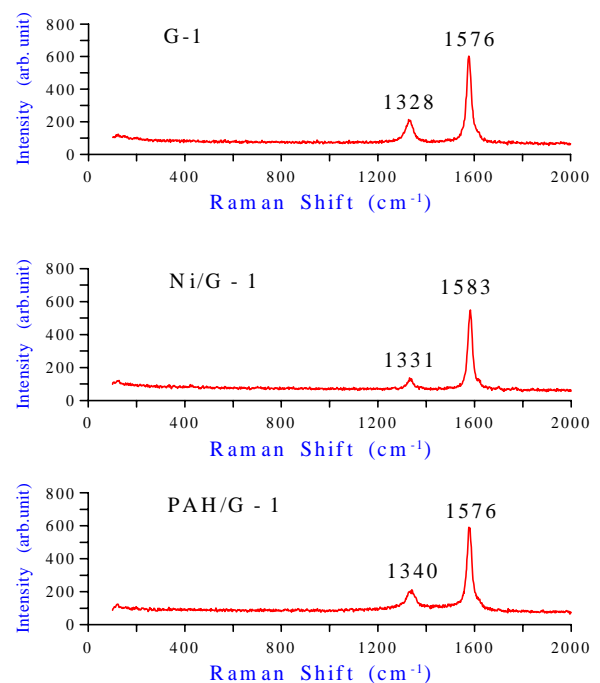 G-1
1576
1328
Intensity (arb. unit)
800
600
400
200
0
0 400 800 1200 1600 2000
Raman Shift (cm-1)
Ni/G - 1
1583
1331
Intensity (arb.unit)
800
600
400
200
0
0 400 800 1200 1600 2000
Raman Shift (cm-1)
PAH/G - 1
1576
1340
Intensity (arb.unit)
800
600
400
200
0
0 400 800 1200 1600 2000
Raman Shift (cm-1)